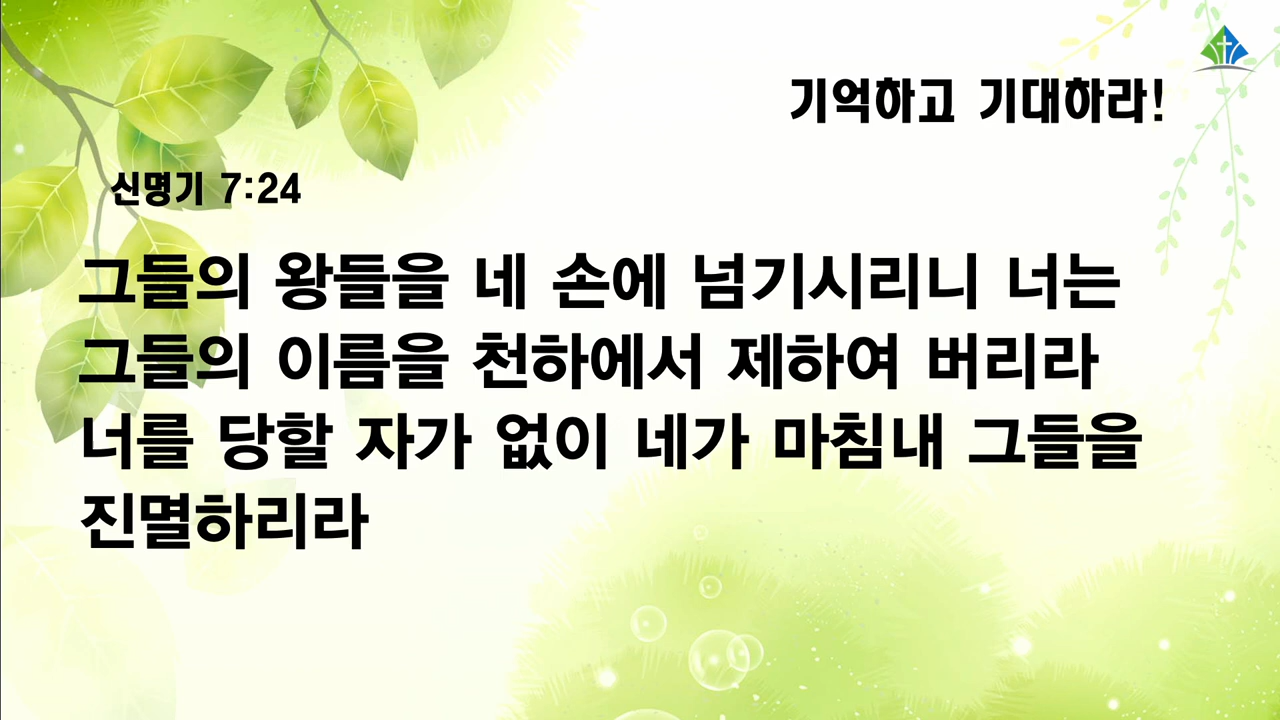 기억하고 기대하라!
신명기 7:24
그들의 왕들을 네 손에 넘기시리니 너는
그들의 이름을 천하에서 제하여 버리라
너를 당할 자가 없이 네가 마침내 그들을
진멸하리라